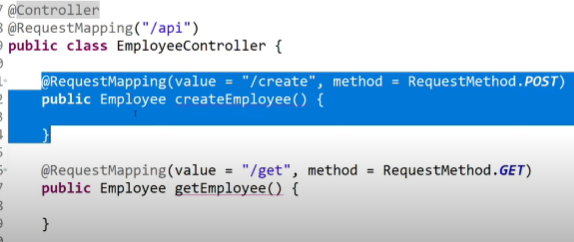 @Controller
@RequestMapping("/api")
public class EmployeeController {
@RequestMapping(value = "/create", method = RequestMethod.POST)
public Employee createEmployee() {
}
@RequestMapping(value = "/get", method = RequestMethod.GET)
public Employee getEmployee() {
}